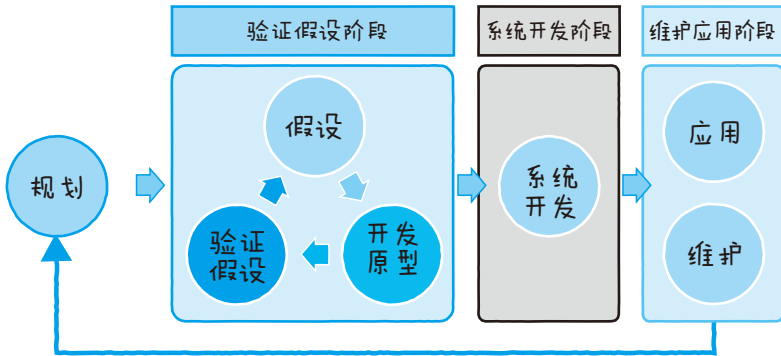 验证假设阶段
系统开发阶段
维护应用阶段
规划
假设
验证
假设
开发
原型
系统
开发
应用
维护